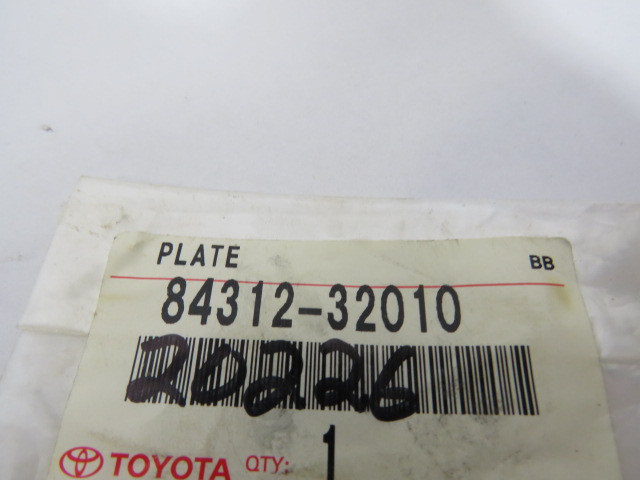 PLATE BB
84312-32010
20226
TOYOTA QTY: 1